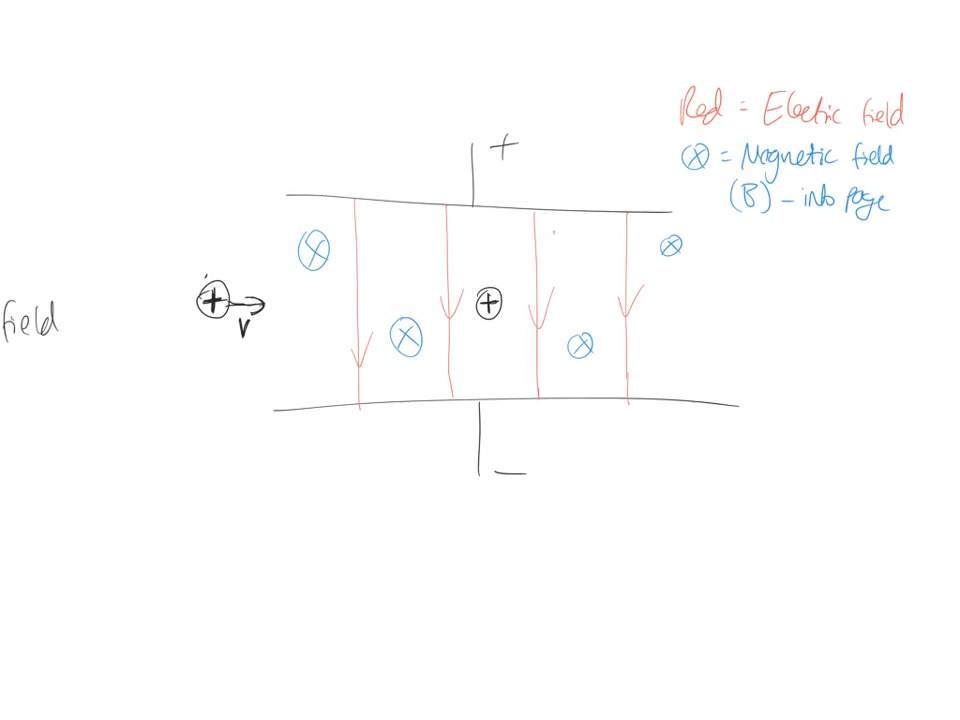 Red = Electric field
⊗ = Magnetic field
(B) - into page
+
+
v
+
field
−